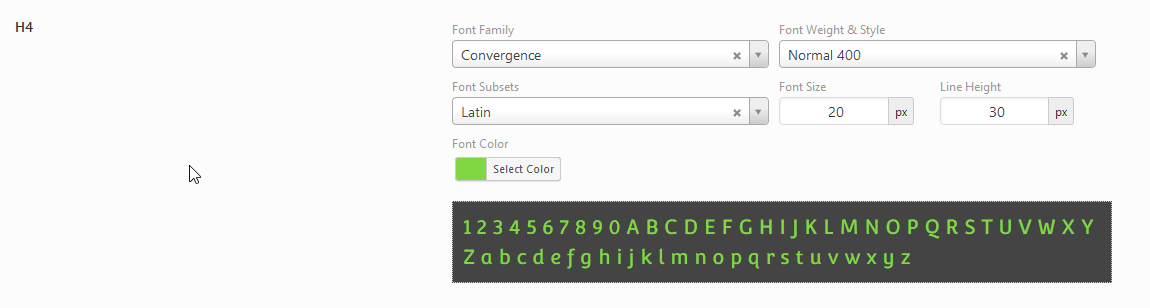 H4
Font Family
Font Weight & Style
Convergence
Normal 400
Font Subsets
Font Size
Line Height
Latin
20 px
30 px
Font Color
Select Color
1 2 3 4 5 6 7 8 9 0 A B C D E F G H I J K L M N O P Q R S T U V W X Y
Z a b c d e f g h i j k l m n o p q r s t u v w x y z